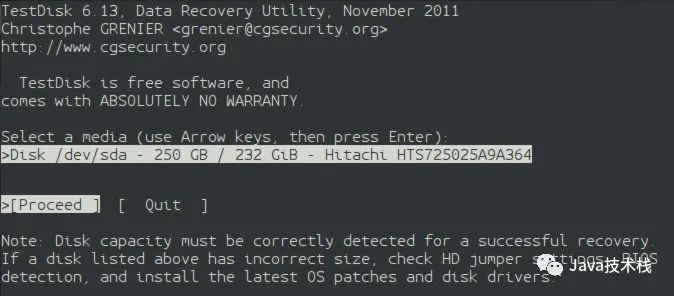 TestDisk 6.13, Data Recovery Utility, November 2011
Christophe GRENIER <grenier@cgsecurity.org>
http://www.cgsecurity.org
TestDisk is free software, and
comes with ABSOLUTELY NO WARRANTY.
Select a media (use Arrow keys, then press Enter):
>Disk /dev/sda - 250 GB / 232 GiB - Hitachi HTS725025A9A364
>[Proceed ]  [  Quit  ]
Note: Disk capacity must be correctly detected for a successful recovery.
If a disk listed above has incorrect size, check HD jumper settings, BIOS
detection, and install the latest OS patches and disk drivers.
Java技术栈